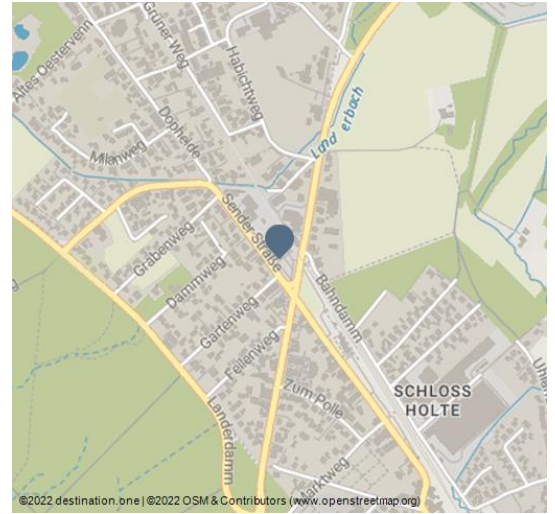 Altes Oestervenn
Grüner Weg
Habichtweg
Dopheide
Landerbach
Milanweg
Sender Straße
Grabenweg
Dammweg
Bahndamm
Gartenweg
Feilenweg
Zum Polle
SCHLOSS
HOLTE
Landerdamm
©2022 destination.one | ©2022 OSM & Contributors (www.openstreetmap.org)